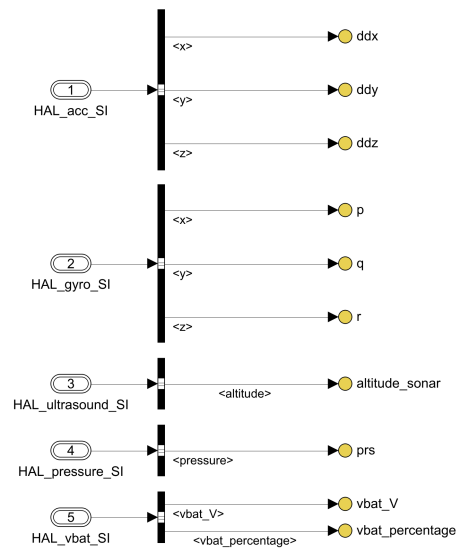 ddx
<x>
1
ddy
<y>
HAL_acc_SI
ddz
<z>
p
<x>
2
q
<y>
HAL_gyro_SI
r
<z>
3
altitude_sonar
<altitude>
HAL_ultrasound_SI
4
prs
<pressure>
HAL_pressure_SI
vbat_V
5
<vbat_V>
vbat_percentage
HAL_vbat_SI
<vbat_percentage>